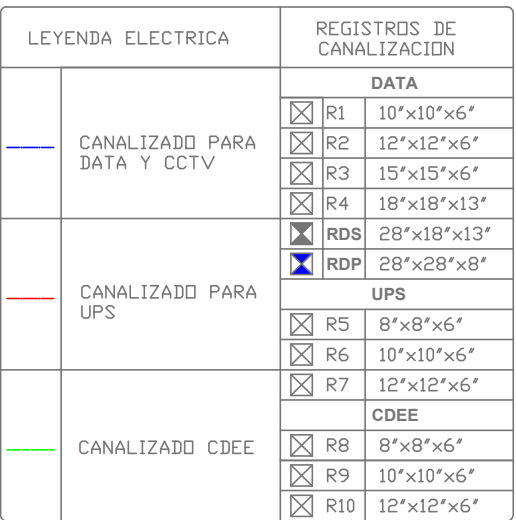 LEYENDA ELECTRICA
REGISTROS DE
CANALIZACION
CANALIZADO PARA
DATA Y CCTV
CANALIZADO PARA
UPS
CANALIZADO CDEE
DATA
R1 10"x10"x6"
R2 12"x12"x6"
R3 15"x15"x6"
R4 18"x18"x13"
RDS 28"x18"x13"
RDP 28"x28"x8"
UPS
R5 8"x8"x6"
R6 10"x10"x6"
R7 12"x12"x6"
CDEE
R8 8"x8"x6"
R9 10"x10"x6"
R10 12"x12"x6"